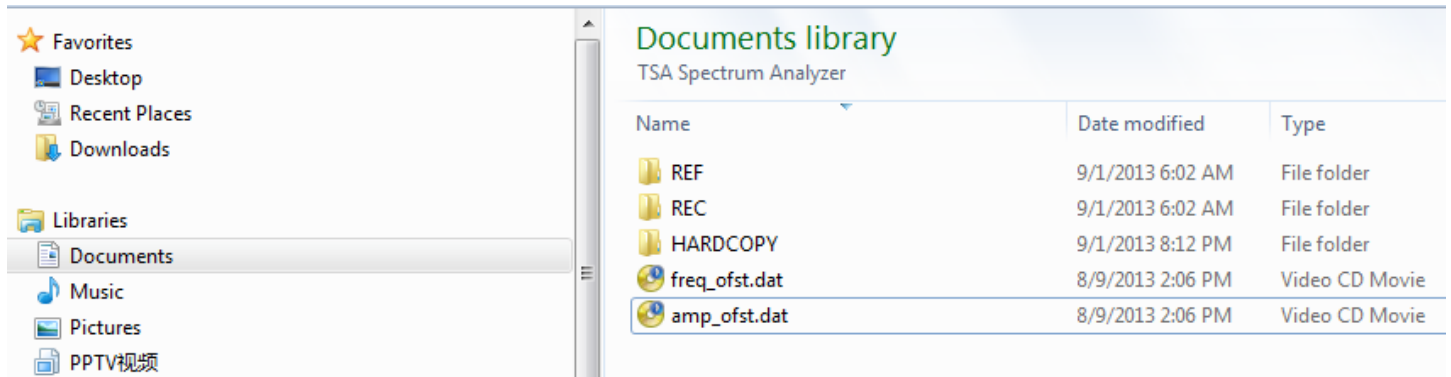 Favorites
Desktop
Recent Places
Downloads
Libraries
Documents
Music
Pictures
PPTV视频
Documents library
TSA Spectrum Analyzer
Name Date modified Type
REF 9/1/2013 6:02 AM File folder
REC 9/1/2013 6:02 AM File folder
HARDCOPY 9/1/2013 8:12 PM File folder
freq_ofst.dat 8/9/2013 2:06 PM Video CD Movie
amp_ofst.dat 8/9/2013 2:06 PM Video CD Movie